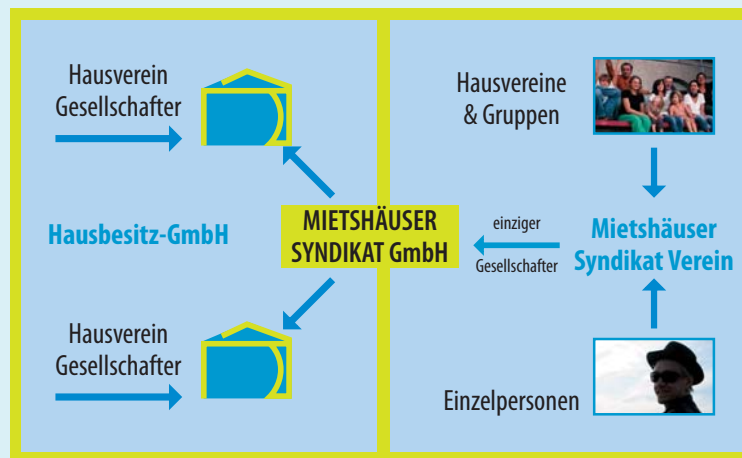 Hausverein
Gesellschafter
Hausbesitz-GmbH
Hausverein
Gesellschafter
MIETSHÄUSER
SYNDIKAT GmbH
einziger
Gesellschafter
Hausvereine
& Gruppen
Mietshäuser
Syndikat Verein
Einzelpersonen